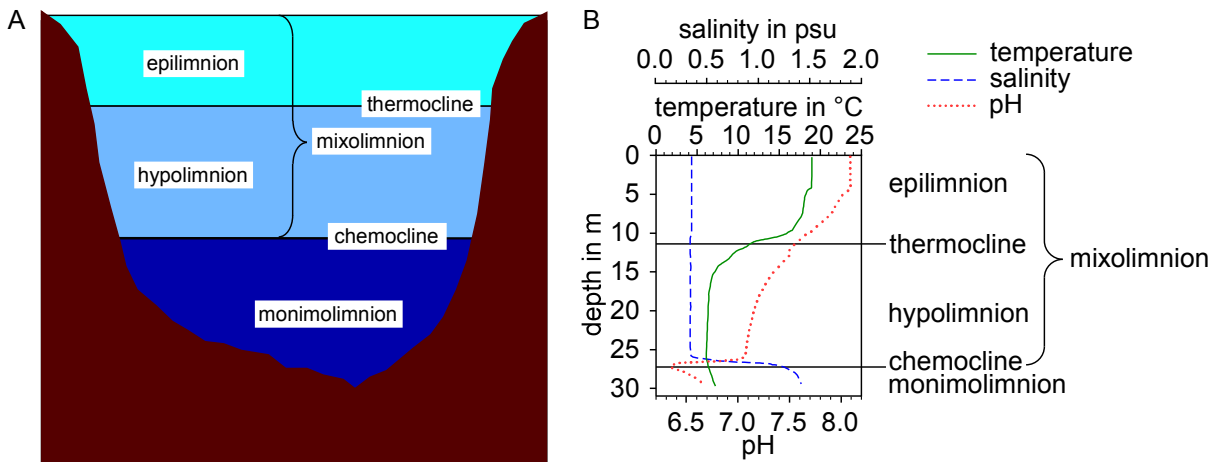 A
epilimnion
thermocline
mixolimnion
hypolimnion
chemocline
monimolimnion
B
salinity in psu
0.0 0.5 1.0 1.5 2.0
temperature in °C
0 5 10 15 20 25
temperature
salinity
pH
depth in m
0
5
10
15
20
25
30
6.5 7.0 7.5 8.0
pH
epilimnion
thermocline
mixolimnion
hypolimnion
chemocline
monimolimnion